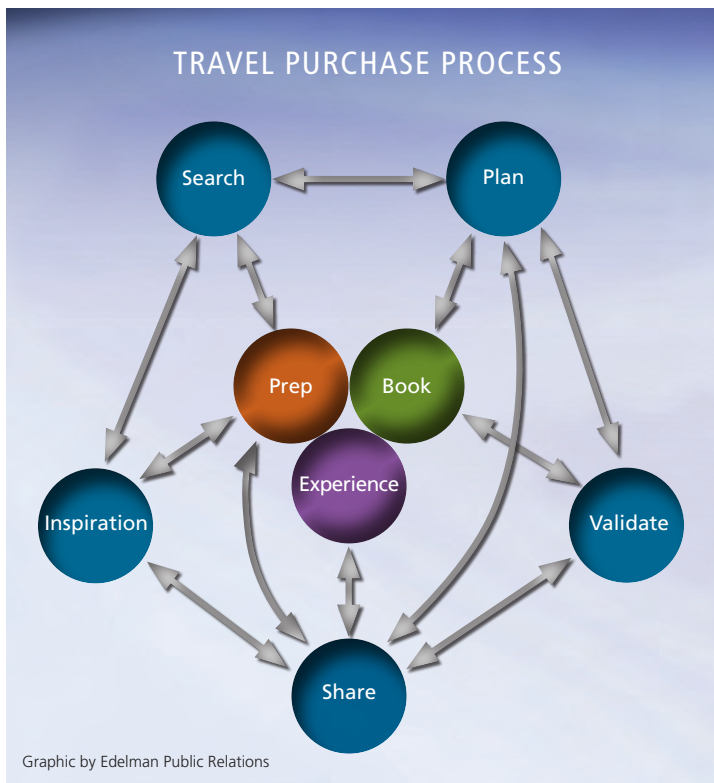 TRAVEL PURCHASE PROCESS
Search
Plan
Prep
Book
Experience
Inspiration
Validate
Share
Graphic by Edelman Public Relations